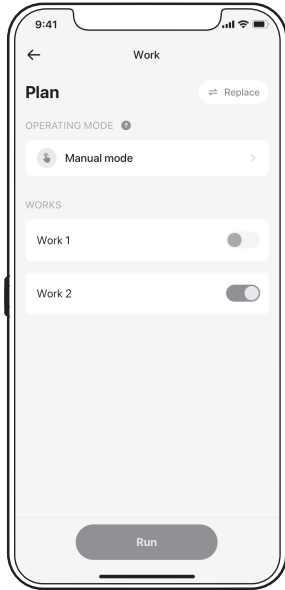 9:41
Work
Plan
Replace
OPERATING MODE ?
Manual mode
WORKS
Work 1
Work 2
Run